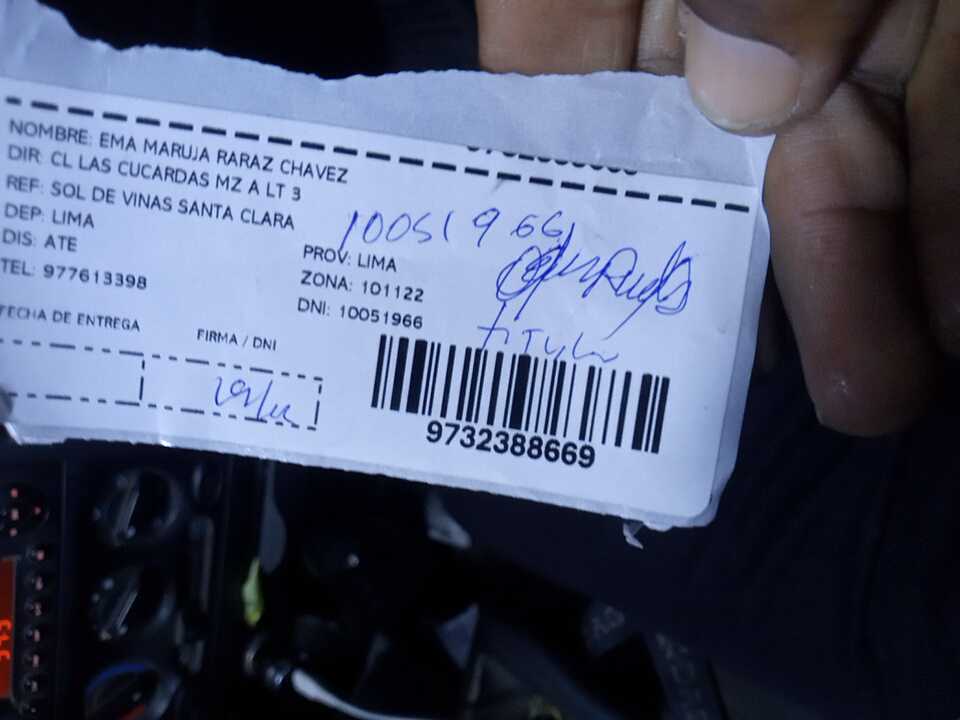 NOMBRE: EMA MARUJA RARAZ CHAVEZ
DIR: CL LAS CUCARDAS MZ A LT 3
REF: SOL DE VINAS SANTA CLARA
DEP: LIMA
PROV: LIMA
DIS: ATE
ZONA: 101122
TEL: 977613398
DNI: 10051966
10051966
FECHA DE ENTREGA
FIRMA / DNI
9732388669